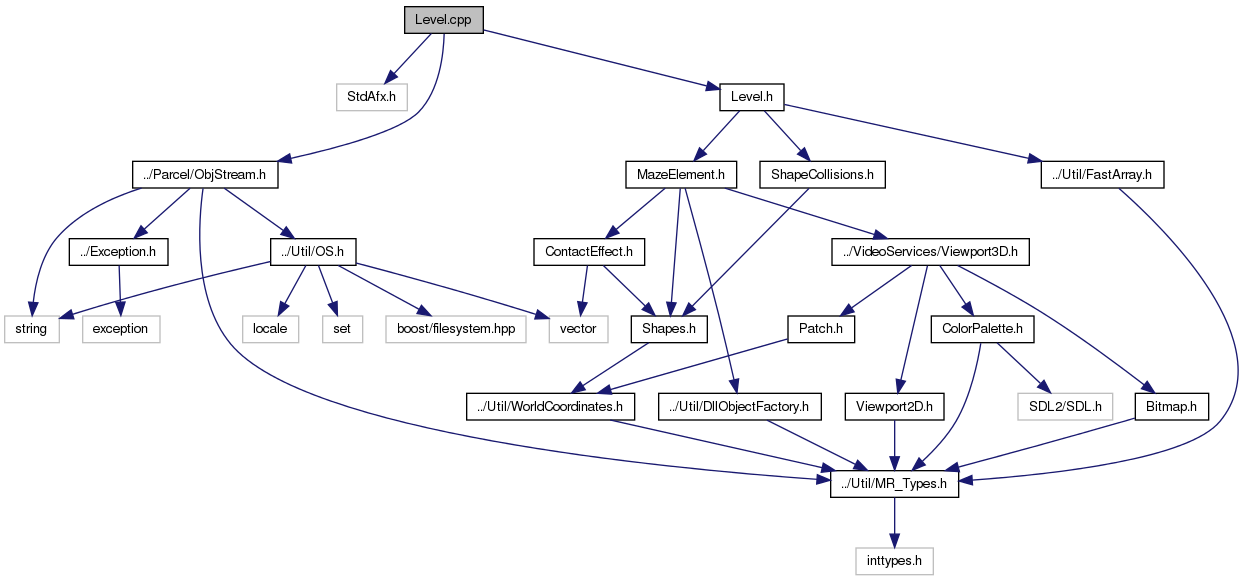 Level.cpp
StdAfx.h
Level.h
../Parcel/ObjStream.h
MazeElement.h
ShapeCollisions.h
../Util/FastArray.h
../Exception.h
../Util/OS.h
ContactEffect.h
../VideoServices/Viewport3D.h
string
exception
locale
set
boost/filesystem.hpp
vector
Shapes.h
Patch.h
ColorPalette.h
../Util/WorldCoordinates.h
../Util/DllObjectFactory.h
Viewport2D.h
SDL2/SDL.h
Bitmap.h
../Util/MR_Types.h
inttypes.h